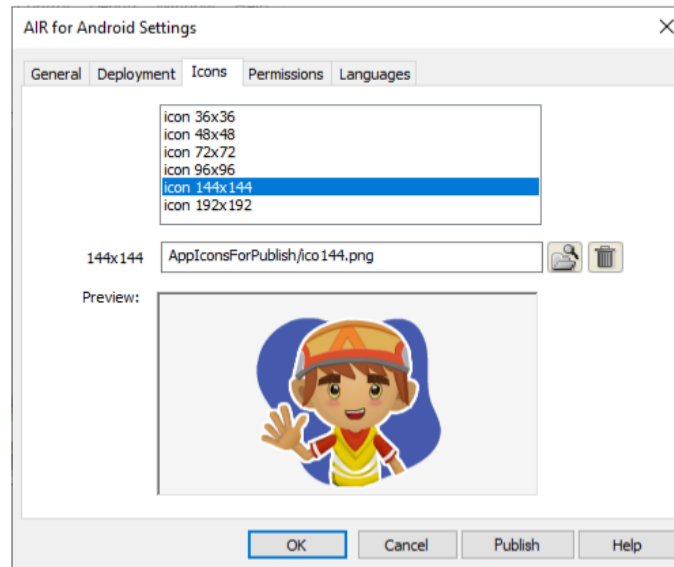 AIR for Android Settings
General Deployment Icons Permissions Languages
icon 36x36
icon 48x48
icon 72x72
icon 96x96
icon 144x144
icon 192x192
144x144 AppIconsForPublish/ico144.png
Preview:
OK Cancel Publish Help